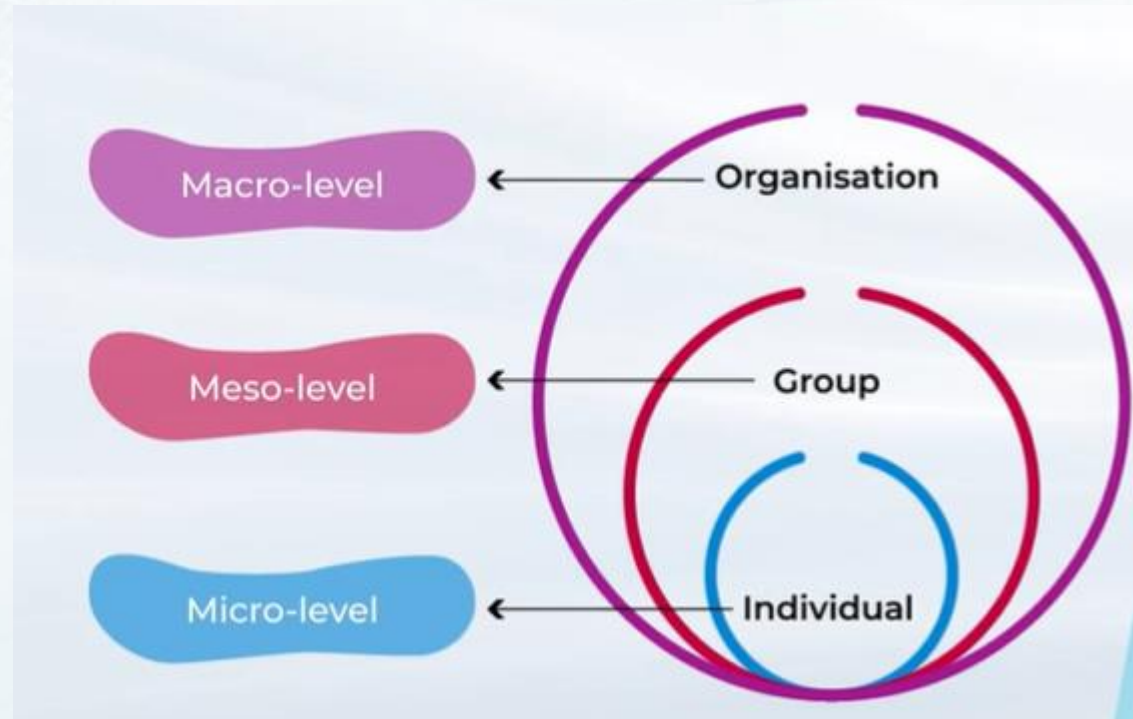 Macro-level
Organisation
Meso-level
Group
Micro-level
Individual